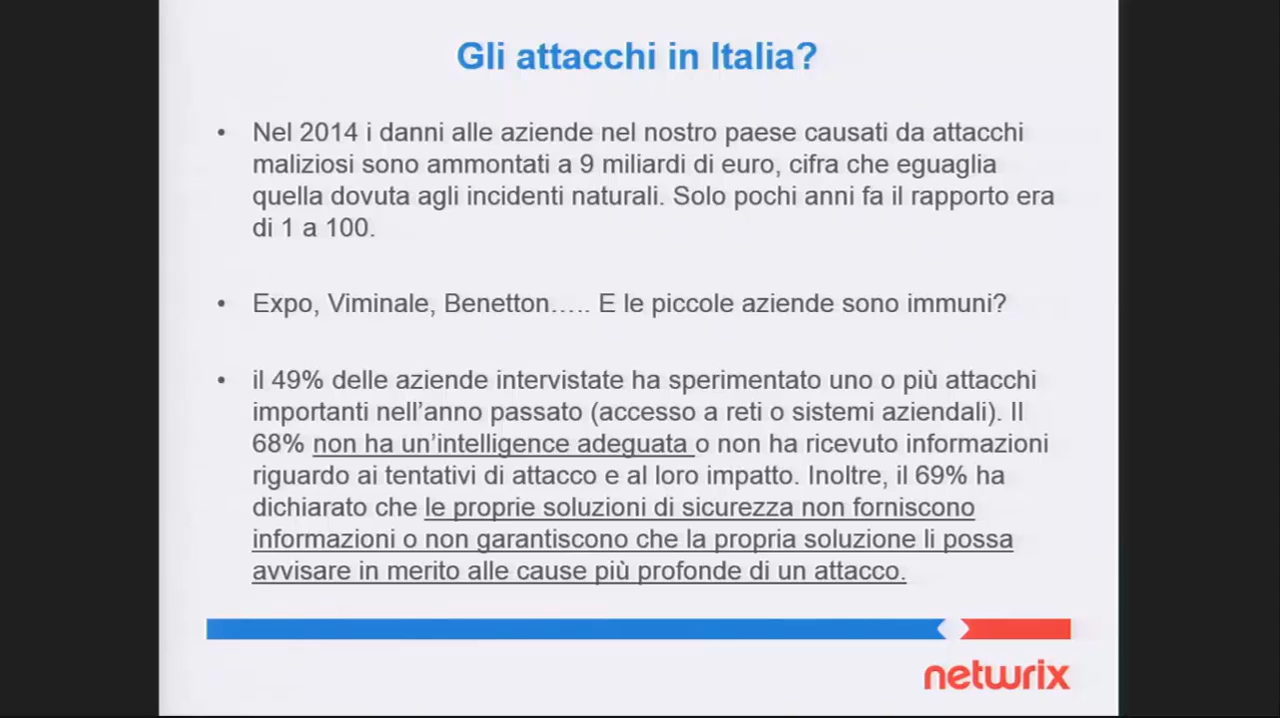 Gli attacchi in Italia?
• Nel 2014 i danni alle aziende nel nostro paese causati da attacchi
maliziosi sono ammontati a 9 miliardi di euro, cifra che eguaglia
quella dovuta agli incidenti naturali. Solo pochi anni fa il rapporto era
di 1 a 100.
• Expo, Viminale, Benetton….. E le piccole aziende sono immuni?
• il 49% delle aziende intervistate ha sperimentato uno o più attacchi
importanti nell’anno passato (accesso a reti o sistemi aziendali). Il
68% non ha un’intelligence adeguata o non ha ricevuto informazioni
riguardo ai tentativi di attacco e al loro impatto. Inoltre, il 69% ha
dichiarato che le proprie soluzioni di sicurezza non forniscono
informazioni o non garantiscono che la propria soluzione li possa
avvisare in merito alle cause più profonde di un attacco.
netwrix